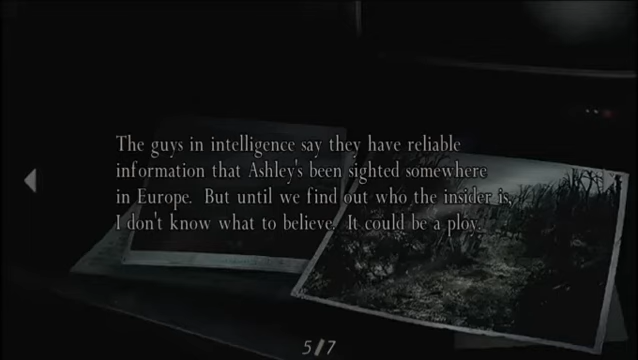 The guys in intelligence say they have reliable
information that Ashley's been sighted somewhere
in Europe. But until we find out who the insider is,
I don't know what to believe. It could be a ploy.
5/7